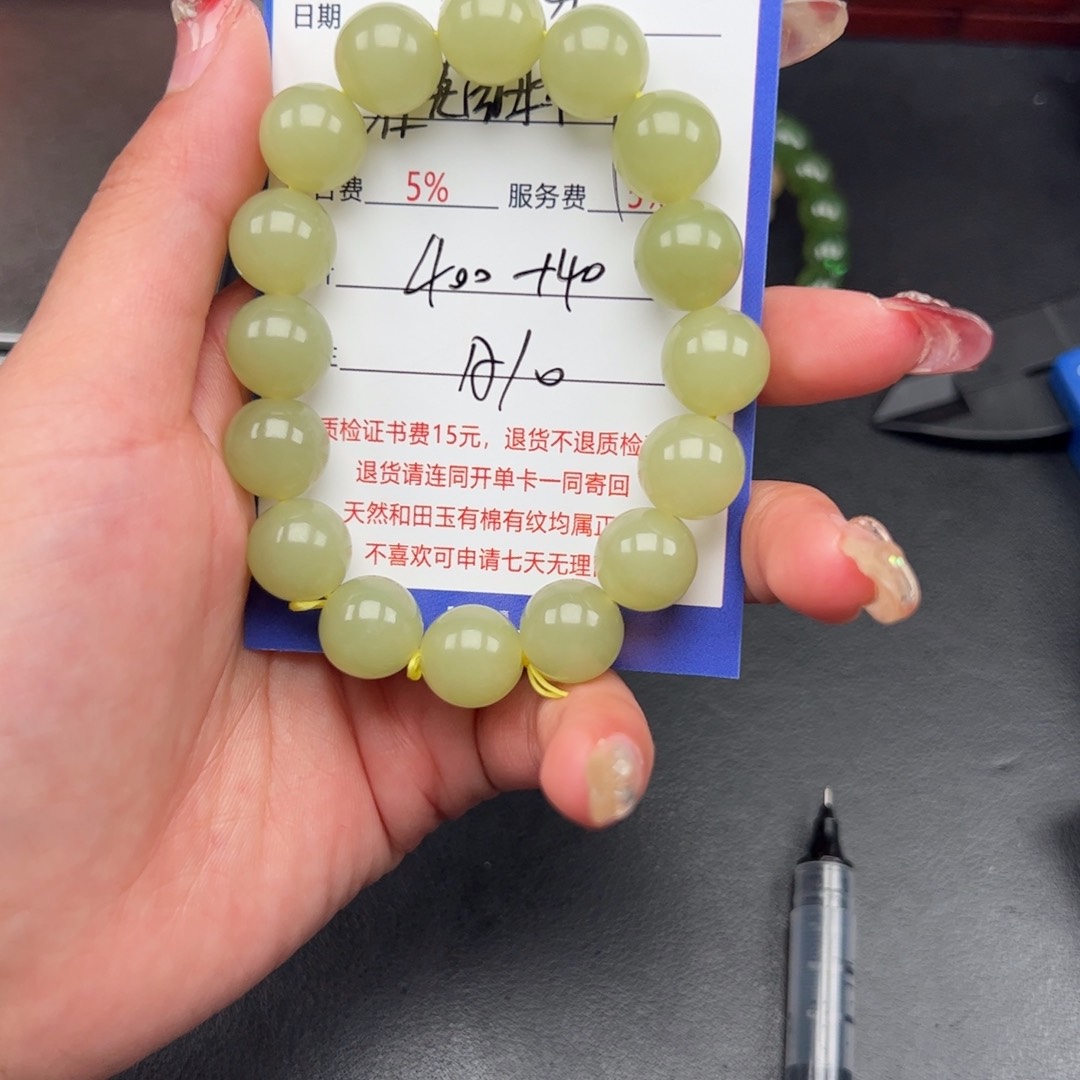 日期
费 5% 服务费 5%
400 +40
质检证书费15元，退货不退质检
退货请连同开单卡一同寄回
天然和田玉有棉有纹均属正
不喜欢可申请七天无理